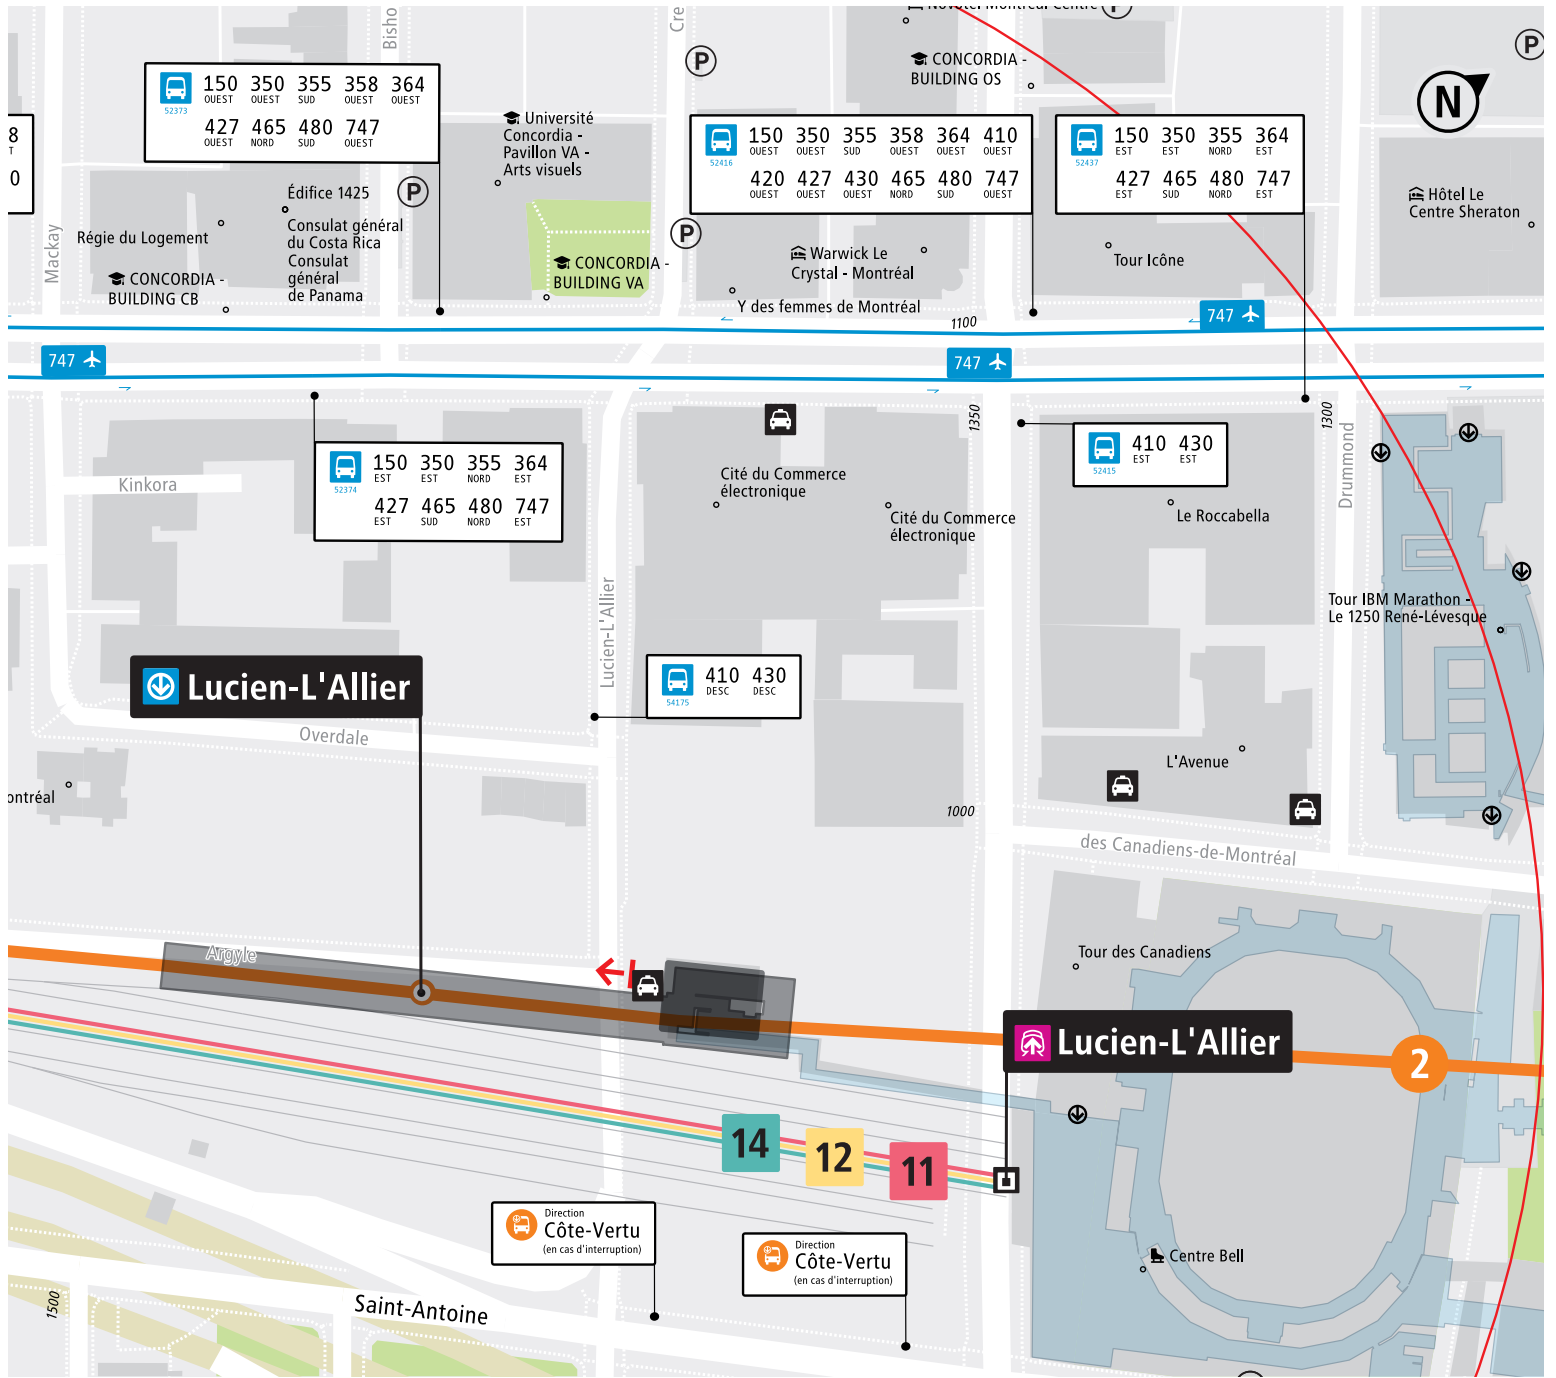 Novotel Montréal Centre
P
Bisho
Cre
P
P
CONCORDIA -
BUILDING OS
N
150 350 355 358 364
OUEST OUEST SUD OUEST OUEST
52373
427 465 480 747
OUEST NORD SUD OUEST
8
T
0
Université
Concordia -
Pavillon VA -
Arts visuels
150 350 355 358 364 410
OUEST OUEST SUD OUEST OUEST OUEST
52416
420 427 430 465 480 747
OUEST OUEST OUEST NORD SUD OUEST
150 350 355 364
EST EST NORD EST
52437
427 465 480 747
EST SUD NORD EST
Édifice 1425
P
Consulat général
du Costa Rica
Consulat
général
de Panama
Régie du Logement
Mackay
CONCORDIA -
BUILDING CB
P
CONCORDIA -
BUILDING VA
Warwick Le
Crystal - Montréal
Y des femmes de Montréal
Tour Icône
Hôtel Le
Centre Sheraton
1100
747
747
747
1350
1300
Drummond
150 350 355 364
EST EST NORD EST
52374
427 465 480 747
EST SUD NORD EST
Kinkora
Cité du Commerce
électronique
Cité du Commerce
électronique
410 430
EST EST
52415
Le Roccabella
Lucien-L'Allier
Tour IBM Marathon -
Le 1250 René-Lévesque
Lucien-L'Allier
410 430
DESC DESC
54175
Overdale
L'Avenue
ontréal
1000
des Canadiens-de-Montréal
Argyle
Tour des Canadiens
Lucien-L'Allier
2
14
12
11
Direction
Côte-Vertu
(en cas d'interruption)
Direction
Côte-Vertu
(en cas d'interruption)
Centre Bell
1500
Saint-Antoine